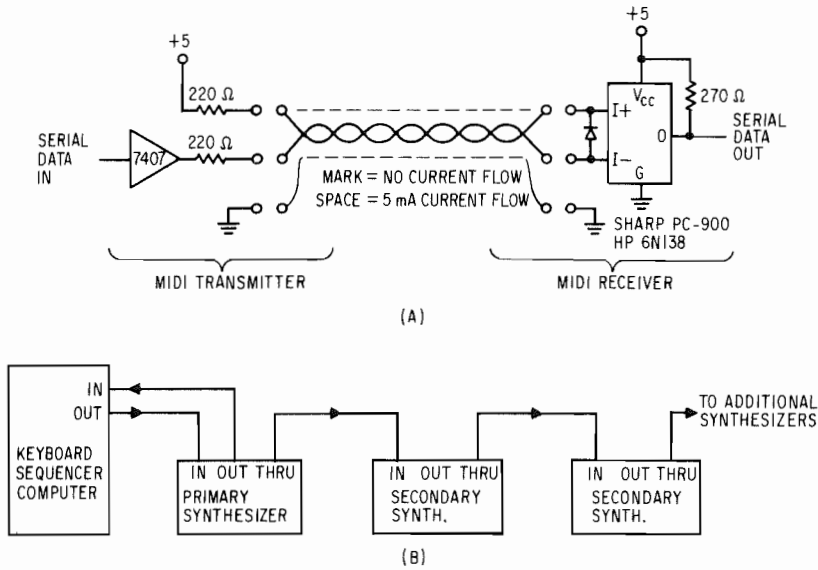 +5
220 Ω
220 Ω
SERIAL
DATA
IN
7407
MARK = NO CURRENT FLOW
SPACE = 5 mA CURRENT FLOW
+5
VCC
I+
I−
O
G
270 Ω
SERIAL
DATA
OUT
SHARP PC-900
HP 6N138
MIDI TRANSMITTER
MIDI RECEIVER
(A)
IN
OUT
KEYBOARD
SEQUENCER
COMPUTER
IN OUT THRU
PRIMARY
SYNTHESIZER
IN OUT THRU
SECONDARY
SYNTH.
IN OUT THRU
SECONDARY
SYNTH.
TO ADDITIONAL
SYNTHESIZERS
(B)